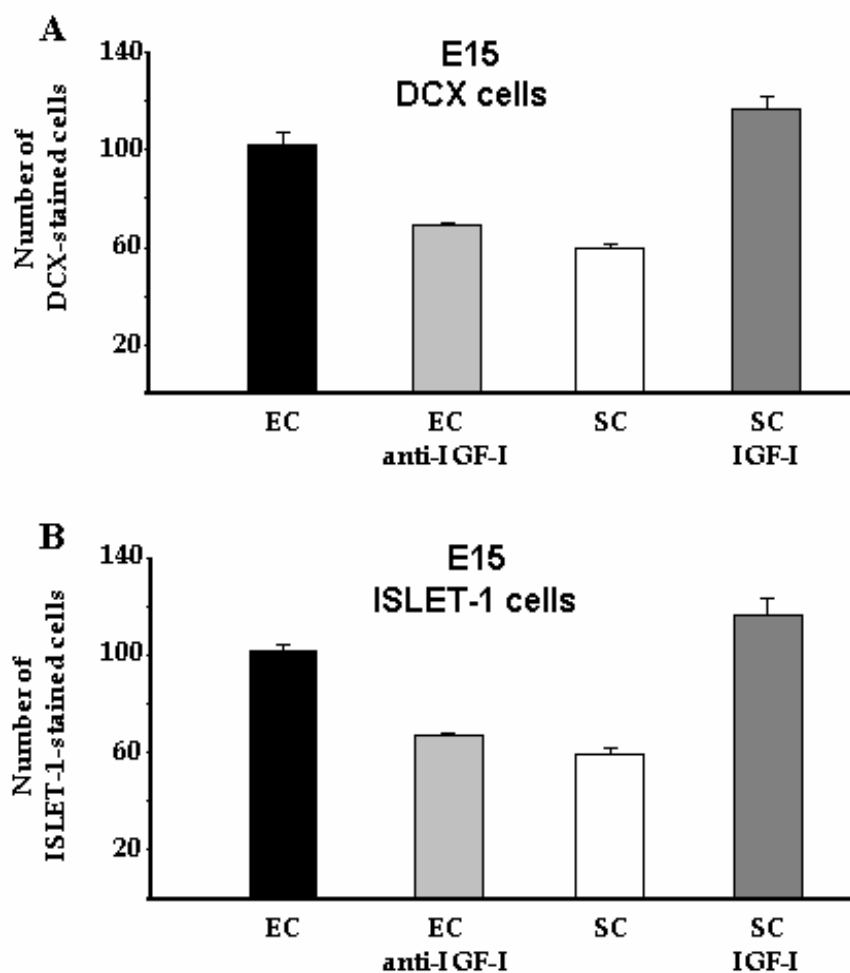 A
E15
DCX cells
Number of
DCX-stained cells
140
100
60
20
EC
EC
anti-IGF-I
SC
SC
IGF-I
B
E15
ISLET-1 cells
Number of
ISLET-1-stained cells
140
100
60
20
EC
EC
anti-IGF-I
SC
SC
IGF-I